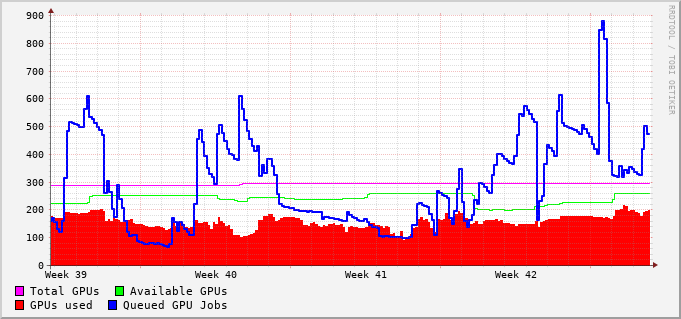 900
800
700
600
500
400
300
200
100
0
Week 39 Week 40 Week 41 Week 42
Total GPUs Available GPUs
GPUs used Queued GPU Jobs
RRDTOOL / TOBI OETIKER